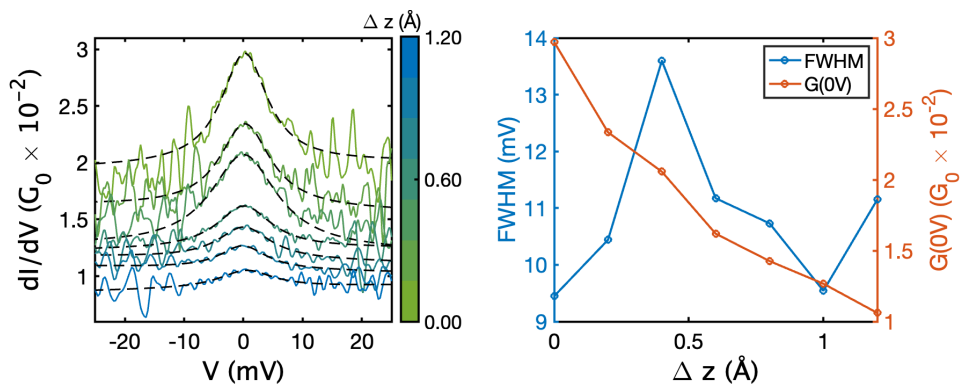 Δ z (Å)
1.20
0.60
0.00
3
2.5
2
1.5
1
dI/dV (G0 × 10-2)
-20 -10 0 10 20
V (mV)
14
13
12
11
10
9
FWHM (mV)
FWHM
G(0V)
3
2.5
2
1.5
1
G(0V) (G0 × 10-2)
0 0.5 1
Δ z (Å)